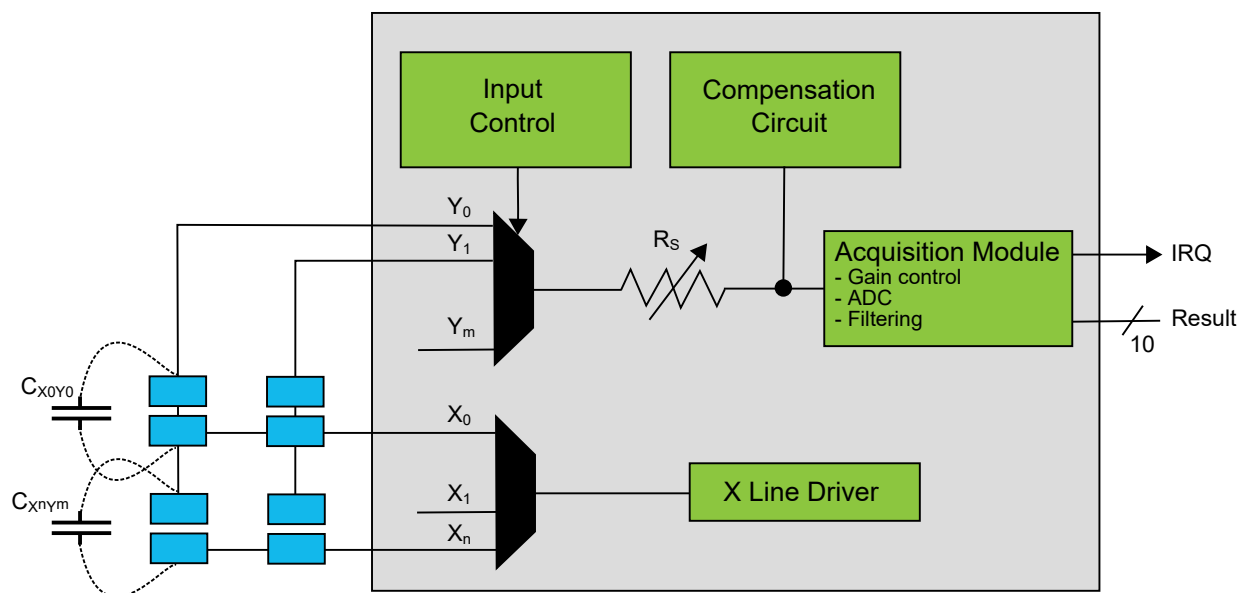 Input
Control
Compensation
Circuit
Y0
Y1
RS
Acquisition Module
- Gain control
- ADC
- Filtering
IRQ
Result
10
Ym
CX0Y0
X0
X Line Driver
CXnYm
X1
Xn